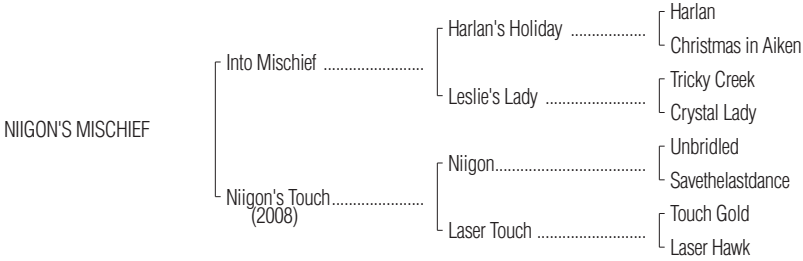 Harlan
Harlan's Holiday ..................
Christmas in Aiken
Into Mischief ........................
Tricky Creek
Leslie's Lady ........................
Crystal Lady
NIIGON'S MISCHIEF
Unbridled
Niigon....................................
Savethelastdance
Niigon's Touch......................
(2008)
Touch Gold
Laser Touch ..........................
Laser Hawk